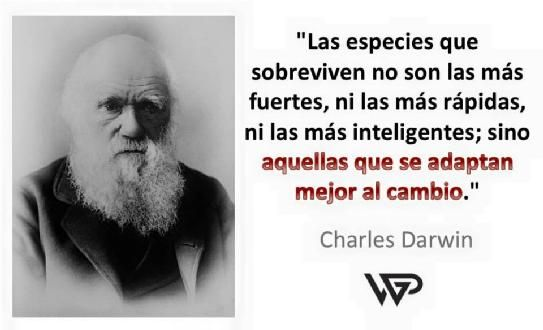 "Las especies que
sobreviven no son las más
fuertes, ni las más rápidas,
ni las más inteligentes; sino
aquellas que se adaptan
mejor al cambio."
Charles Darwin
WP